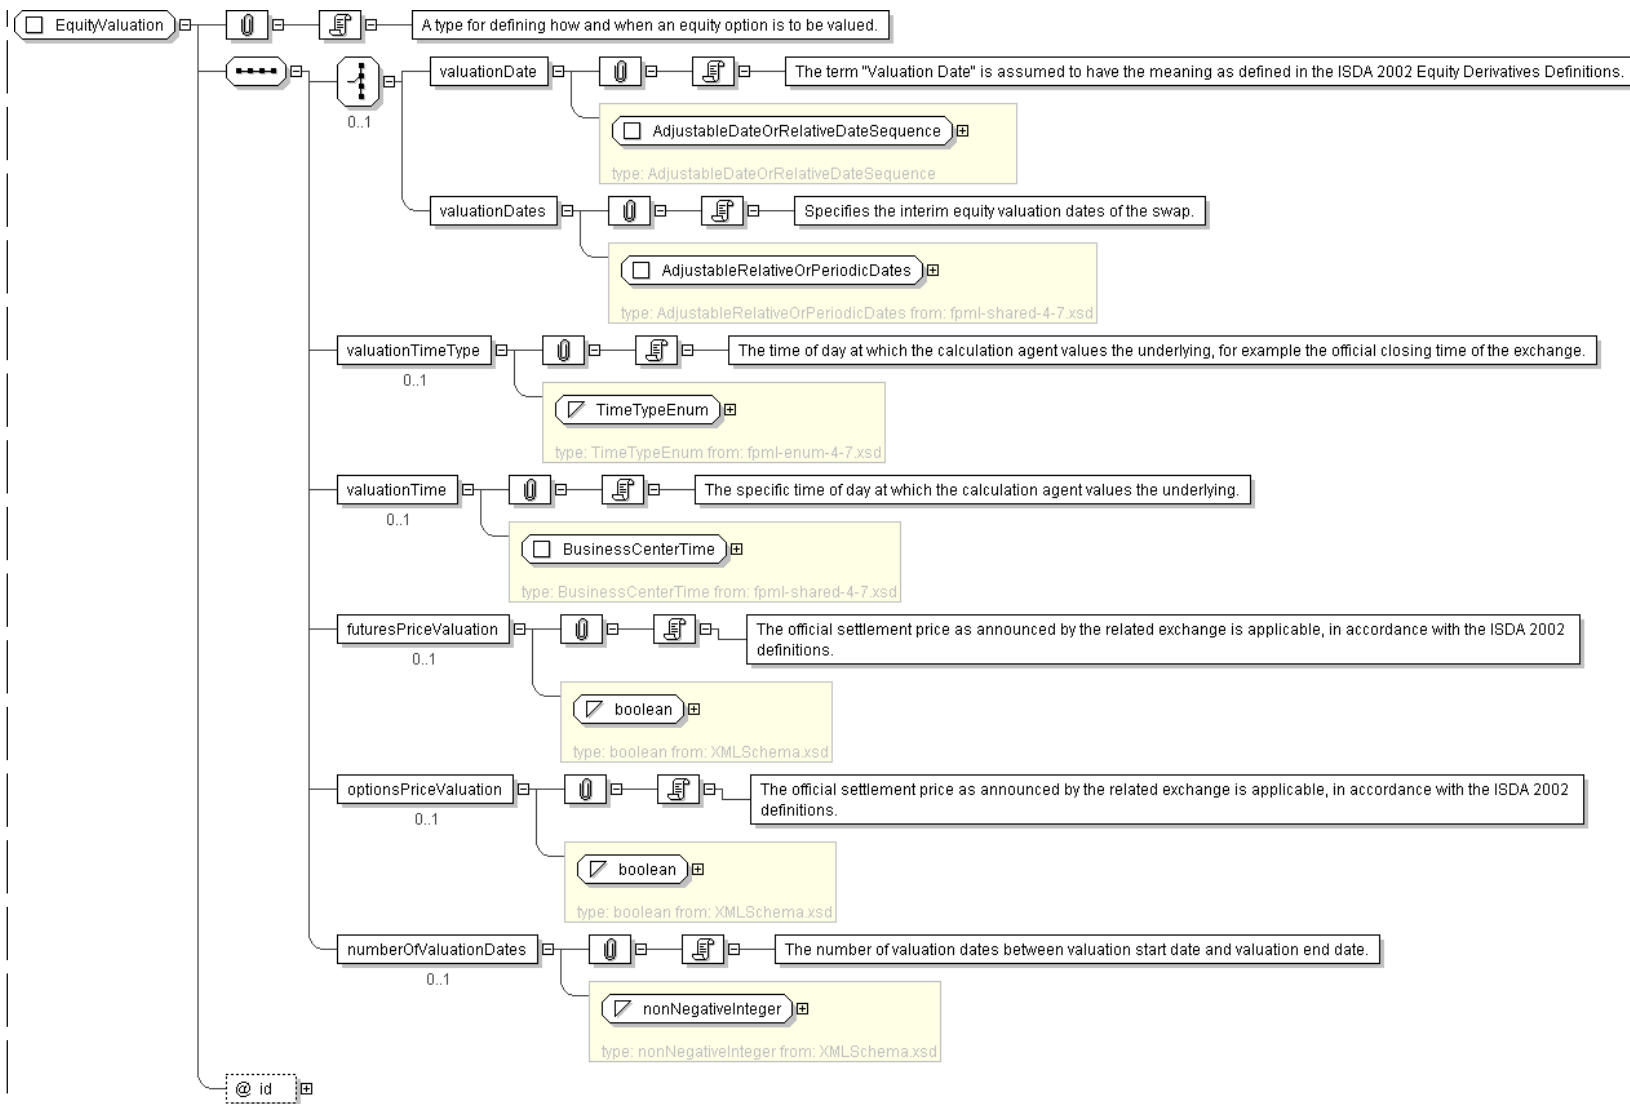 EquityValuation
A type for defining how and when an equity option is to be valued.
0..1
valuationDate
The term "Valuation Date" is assumed to have the meaning as defined in the ISDA 2002 Equity Derivatives Definitions.
AdjustableDateOrRelativeDateSequence
type: AdjustableDateOrRelativeDateSequence
valuationDates
Specifies the interim equity valuation dates of the swap.
AdjustableRelativeOrPeriodicDates
type: AdjustableRelativeOrPeriodicDates from: fpml-shared-4-7.xsd
valuationTimeType
0..1
The time of day at which the calculation agent values the underlying, for example the official closing time of the exchange.
TimeTypeEnum
type: TimeTypeEnum from: fpml-enum-4-7.xsd
valuationTime
0..1
The specific time of day at which the calculation agent values the underlying.
BusinessCenterTime
type: BusinessCenterTime from: fpml-shared-4-7.xsd
futuresPriceValuation
0..1
The official settlement price as announced by the related exchange is applicable, in accordance with the ISDA 2002
definitions.
boolean
type: boolean from: XMLSchema.xsd
optionsPriceValuation
0..1
The official settlement price as announced by the related exchange is applicable, in accordance with the ISDA 2002
definitions.
boolean
type: boolean from: XMLSchema.xsd
numberOfValuationDates
0..1
The number of valuation dates between valuation start date and valuation end date.
nonNegativeInteger
type: nonNegativeInteger from: XMLSchema.xsd
@ id